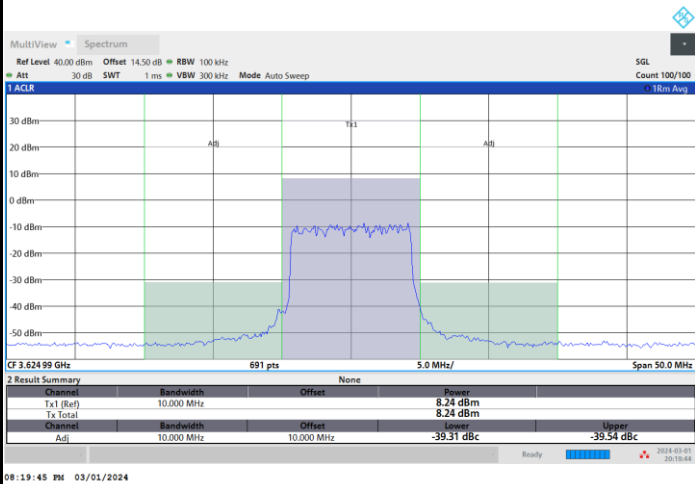 MultiView Spectrum
Ref Level 40.00 dBm Offset 14.50 dB RBW 100 kHz SGL
Att 30 dB SWT 1 ms VBW 300 kHz Mode Auto Sweep Count 100/100
1 ACLR 1Rm Avg
30 dBm
Tx1
20 dBm
Adj Adj
10 dBm
0 dBm
-10 dBm
-20 dBm
-30 dBm
-40 dBm
-50 dBm
CF 3.624 99 GHz 691 pts 5.0 MHz/ Span 50.0 MHz
2 Result Summary None
Channel Bandwidth Offset Power
Tx1 (Ref) 10.000 MHz 8.24 dBm
Tx Total 8.24 dBm
Channel Bandwidth Offset Lower Upper
Adj 10.000 MHz 10.000 MHz -39.31 dBc -39.54 dBc
Ready 2024-03-01
20:19:44
08:19:45 PM 03/01/2024